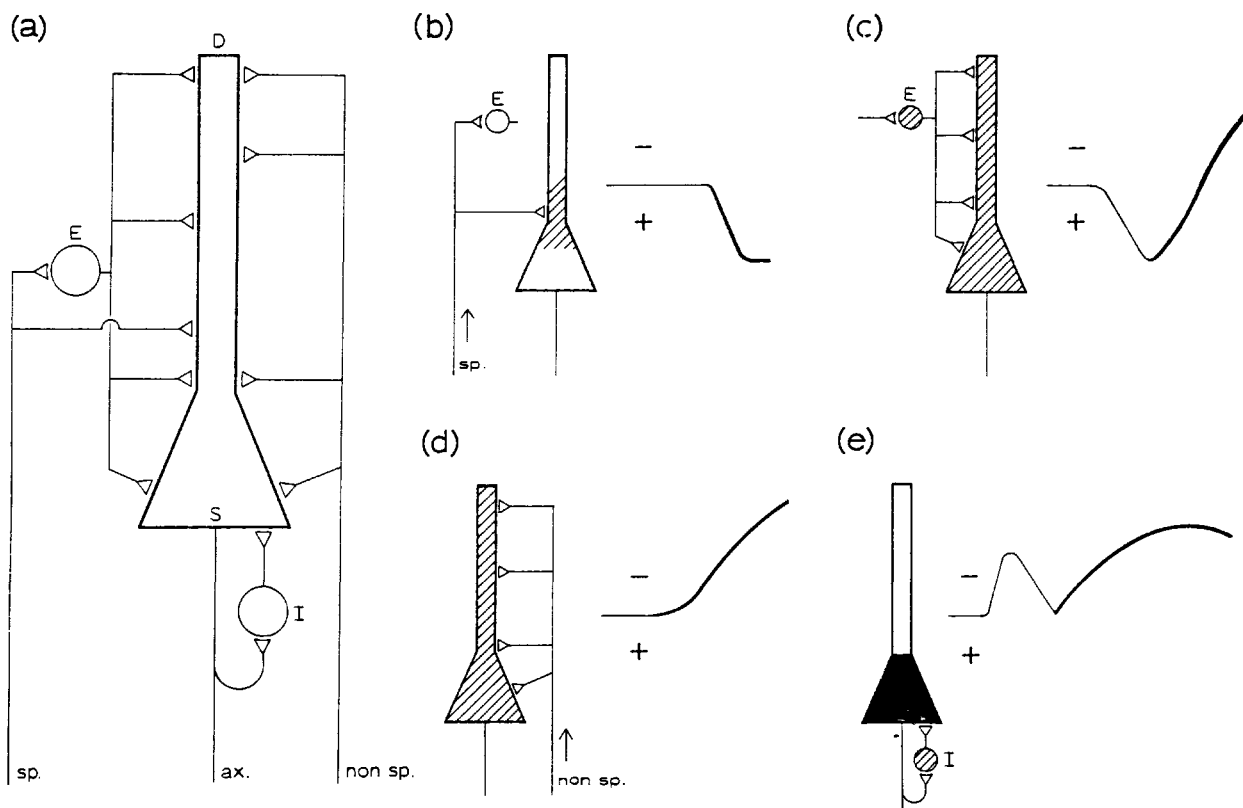 (a)
D
E
S
I
sp.
ax.
non sp.
(b)
E
−
+
sp.
(c)
E
−
+
(d)
−
+
non sp.
(e)
−
+
I